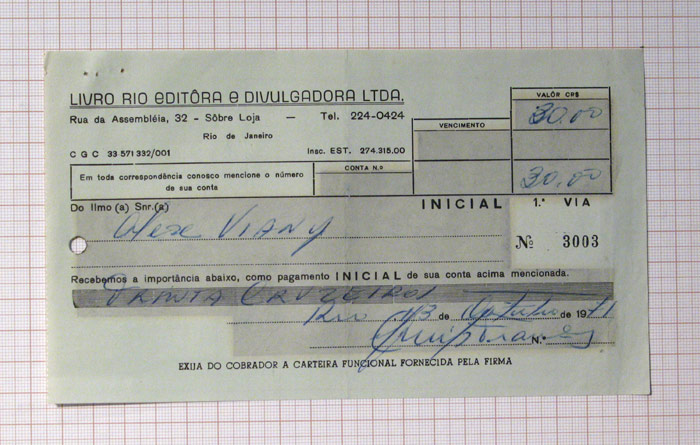 LIVRO RIO EDITÔRA E DIVULGADORA LTDA.
Rua da Assembléia, 32 - Sôbre Loja — Tel. 224-0424
Rio de Janeiro
C G C 33 571 332/001 Insc. EST. 274.315.00
VENCIMENTO
VALÔR CR$
30.00
Em toda correspondência conosco mencione o número
de sua conta
CONTA N.º
30.00
Do Ilmo (a) Snr.(a) INICIAL 1.ª VIA
Alex VIANY
Nº 3003
Recebemos a importância abaixo, como pagamento INICIAL de sua conta acima mencionada.
TRINTA CRUZEIROS
Rio 13 de Outubro de 1971
N.º
EXIJA DO COBRADOR A CARTEIRA FUNCIONAL FORNECIDA PELA FIRMA